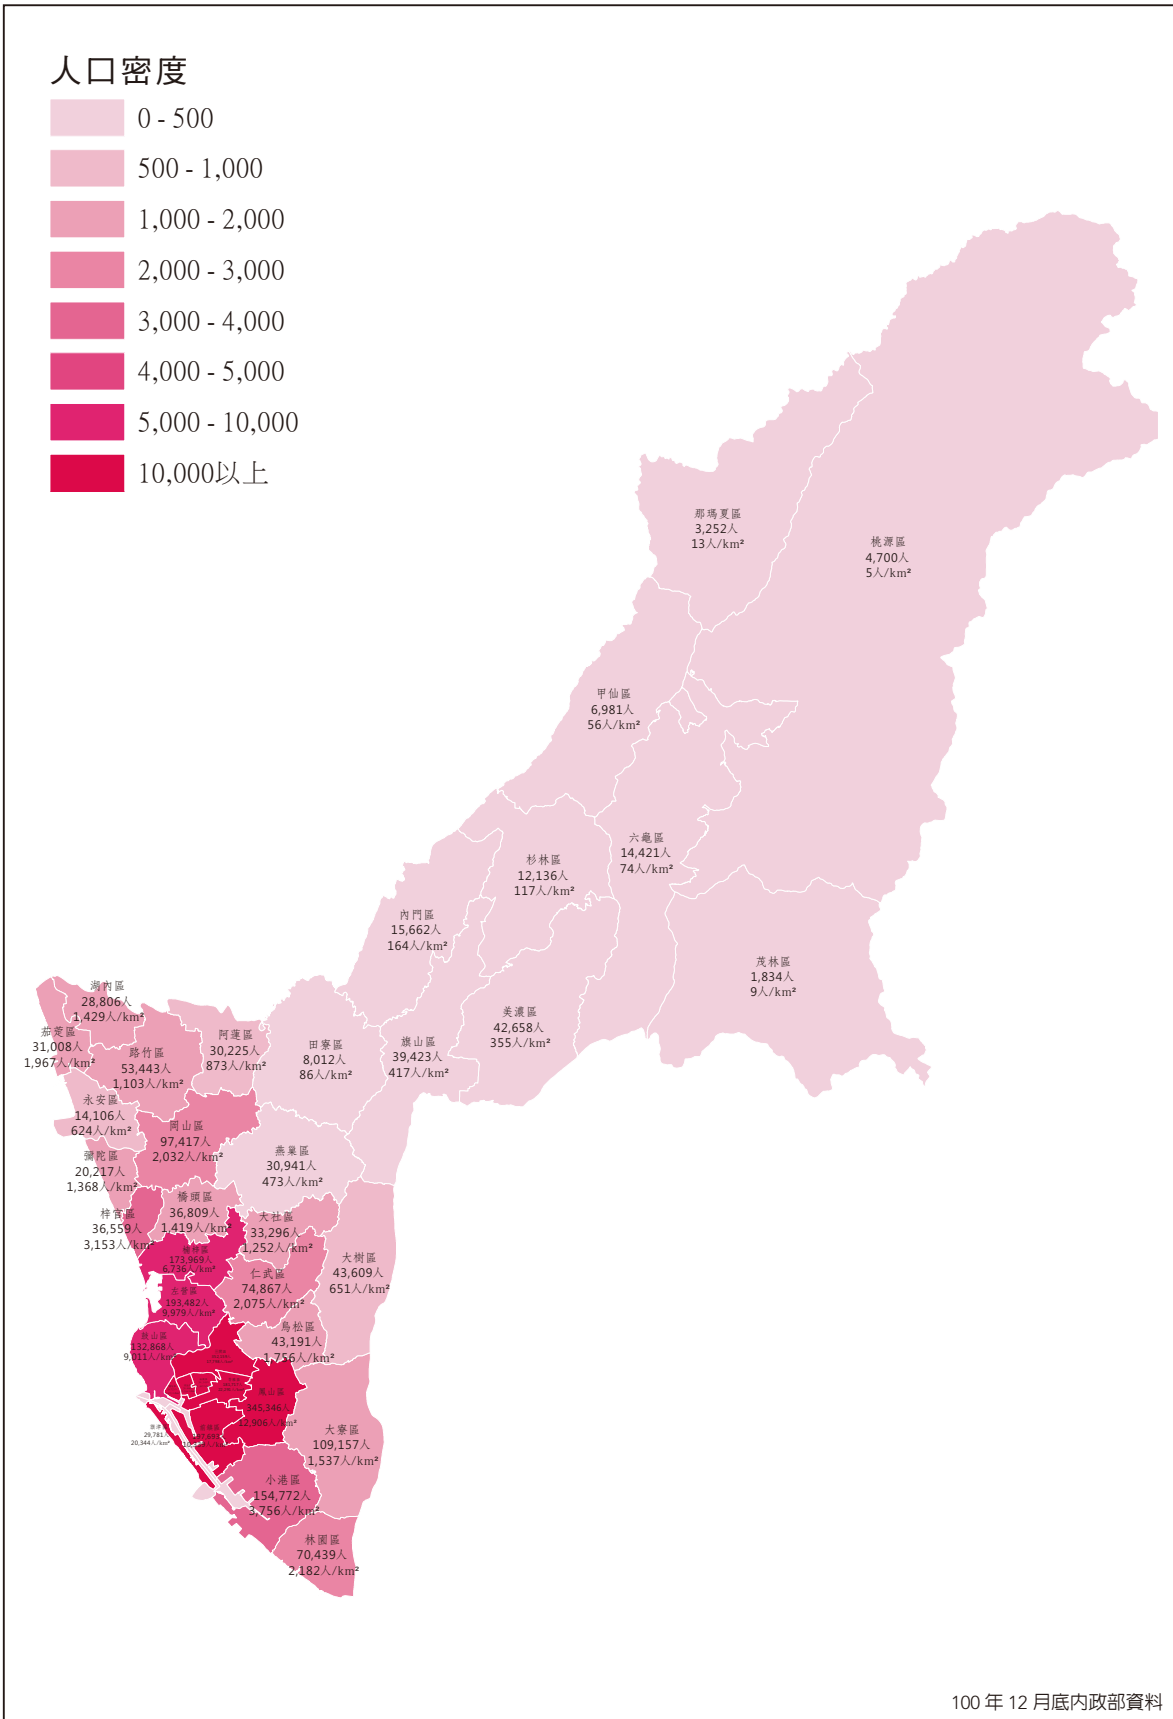 人口密度
0 - 500
500 - 1,000
1,000 - 2,000
2,000 - 3,000
3,000 - 4,000
4,000 - 5,000
5,000 - 10,000
10,000以上
那瑪夏區
3,252人
13人/km²
桃源區
4,700人
5人/km²
甲仙區
6,981人
56人/km²
六龜區
14,421人
74人/km²
杉林區
12,136人
117人/km²
內門區
15,662人
164人/km²
茂林區
1,834人
9人/km²
美濃區
42,658人
355人/km²
旗山區
39,423人
417人/km²
田寮區
8,012人
86人/km²
湖內區
28,806人
1,429人/km²
茄萣區
31,008人
1,967人/km²
路竹區
53,443人
1,103人/km²
阿蓮區
30,225人
873人/km²
永安區
14,106人
624人/km²
岡山區
97,417人
2,032人/km²
彌陀區
20,217人
1,368人/km²
燕巢區
30,941人
473人/km²
梓官區
36,559人
3,153人/km²
橋頭區
36,809人
1,419人/km²
大社區
33,296人
1,252人/km²
楠梓區
173,969人
6,736人/km²
仁武區
74,867人
2,075人/km²
大樹區
43,609人
651人/km²
左營區
193,482人
9,979人/km²
鼓山區
132,868人
9,011人/km²
鳥松區
43,191人
1,756人/km²
鳳山區
345,346人
12,906人/km²
旗津區
29,781人
20,344人/km²
大寮區
109,157人
1,537人/km²
小港區
154,772人
3,756人/km²
林園區
70,439人
2,182人/km²
100 年 12 月底內政部資料